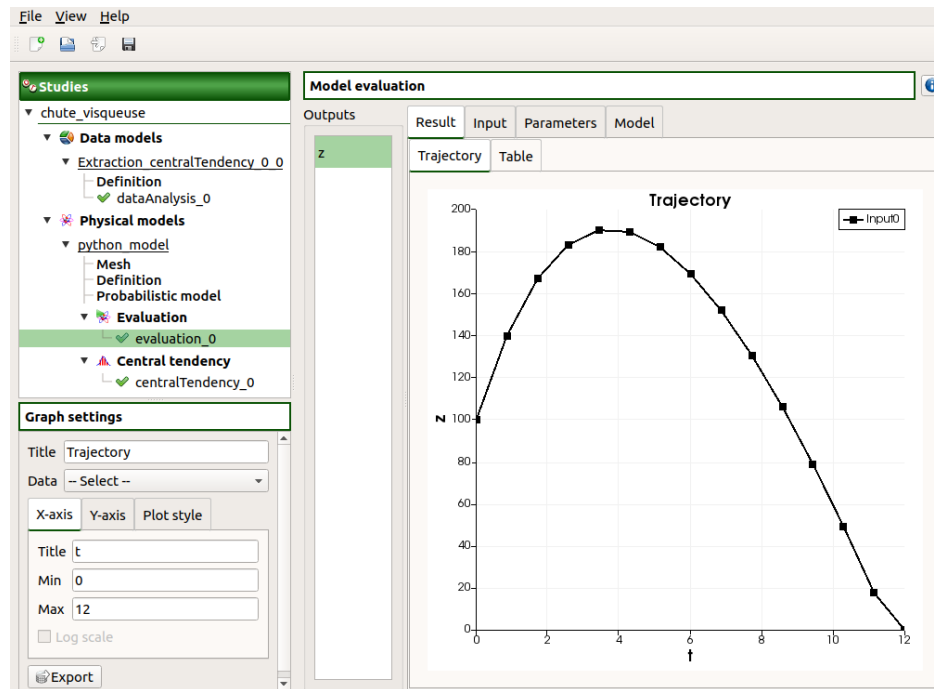 File View Help
Studies
chute_visqueuse
Data models
Extraction_centralTendency_0_0
Definition
dataAnalysis_0
Physical models
python_model
Mesh
Definition
Probabilistic model
Evaluation
evaluation_0
Central tendency
centralTendency_0
Graph settings
Title Trajectory
Data -- Select --
X-axis Y-axis Plot style
Title t
Min 0
Max 12
Log scale
Export
Model evaluation
Outputs
z
Result Input Parameters Model
Trajectory Table
Trajectory
Input0
200
180
160
140
120
100
80
60
40
20
0
z
0 2 4 6 8 10 12
t